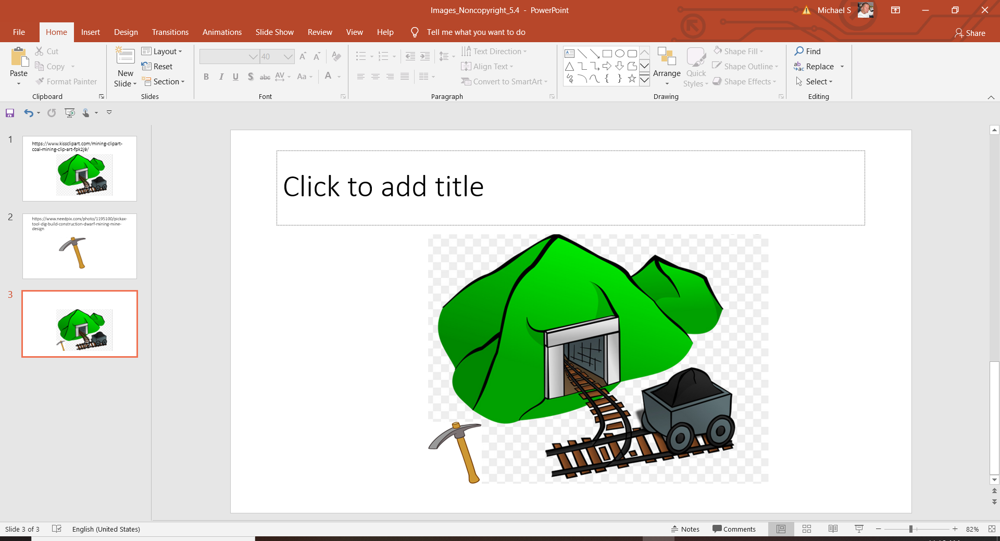 Images_Noncopyright_5.4 - PowerPoint
Michael S
File Home Insert Design Transitions Animations Slide Show Review View Help Tell me what you want to do
Share
Paste
Cut
Copy
Format Painter
Clipboard
New
Slide
Layout
Reset
Section
Slides
40
B I U S abc AV Aa A
Font
Text Direction
Align Text
Convert to SmartArt
Paragraph
Arrange
Quick
Styles
Shape Fill
Shape Outline
Shape Effects
Drawing
Find
Replace
Select
Editing
1
https://www.kissclipart.com/mining-clipart-
coal-mining-clip-art-fpk2j9/
2
https://www.needpix.com/photo/1195100/pickax-
tool-dig-build-construction-dwarf-mining-mine-
design
3
Click to add title
Slide 3 of 3
English (United States)
Notes
Comments
82%